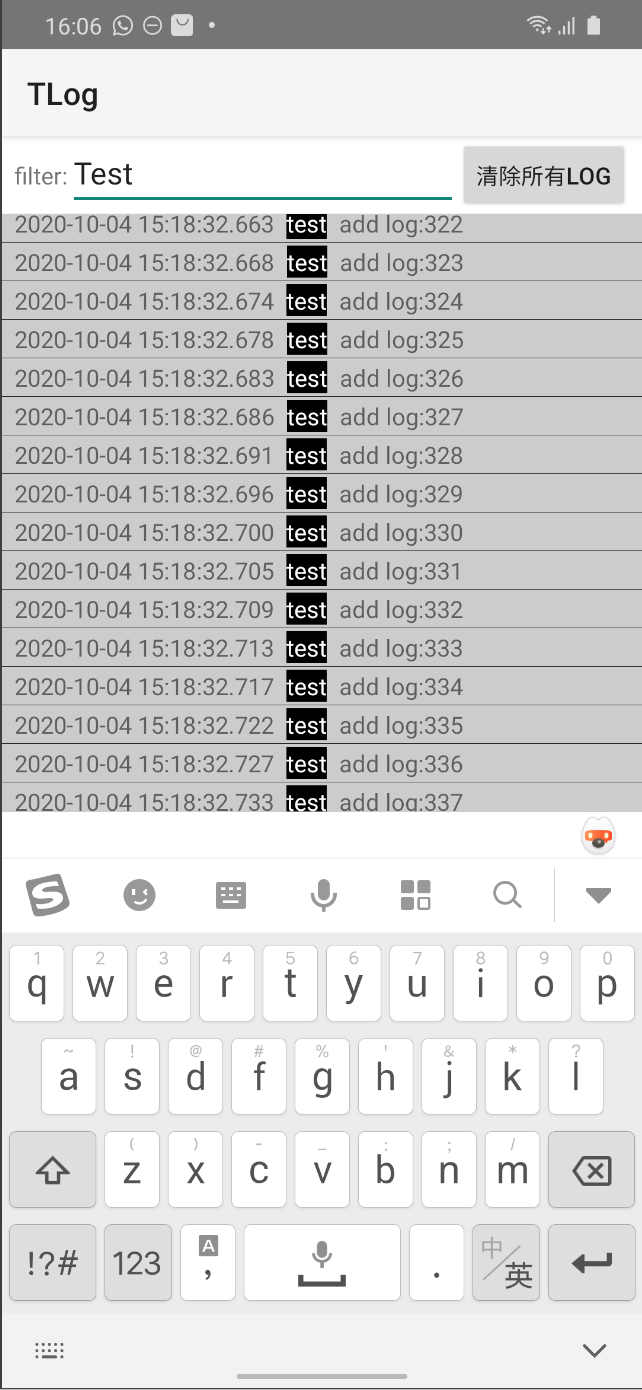 16:06
TLog
filter: Test 清除所有LOG
2020-10-04 15:18:32.663 test add log:322
2020-10-04 15:18:32.668 test add log:323
2020-10-04 15:18:32.674 test add log:324
2020-10-04 15:18:32.678 test add log:325
2020-10-04 15:18:32.683 test add log:326
2020-10-04 15:18:32.686 test add log:327
2020-10-04 15:18:32.691 test add log:328
2020-10-04 15:18:32.696 test add log:329
2020-10-04 15:18:32.700 test add log:330
2020-10-04 15:18:32.705 test add log:331
2020-10-04 15:18:32.709 test add log:332
2020-10-04 15:18:32.713 test add log:333
2020-10-04 15:18:32.717 test add log:334
2020-10-04 15:18:32.722 test add log:335
2020-10-04 15:18:32.727 test add log:336
2020-10-04 15:18:32.733 test add log:337
S
1 2 3 4 5 6 7 8 9 0
q w e r t y u i o p
~ ! @ # % ' & * ?
a s d f g h j k l
( ) - _ : ; /
z x c v b n m
!?# 123 A , . 中/英